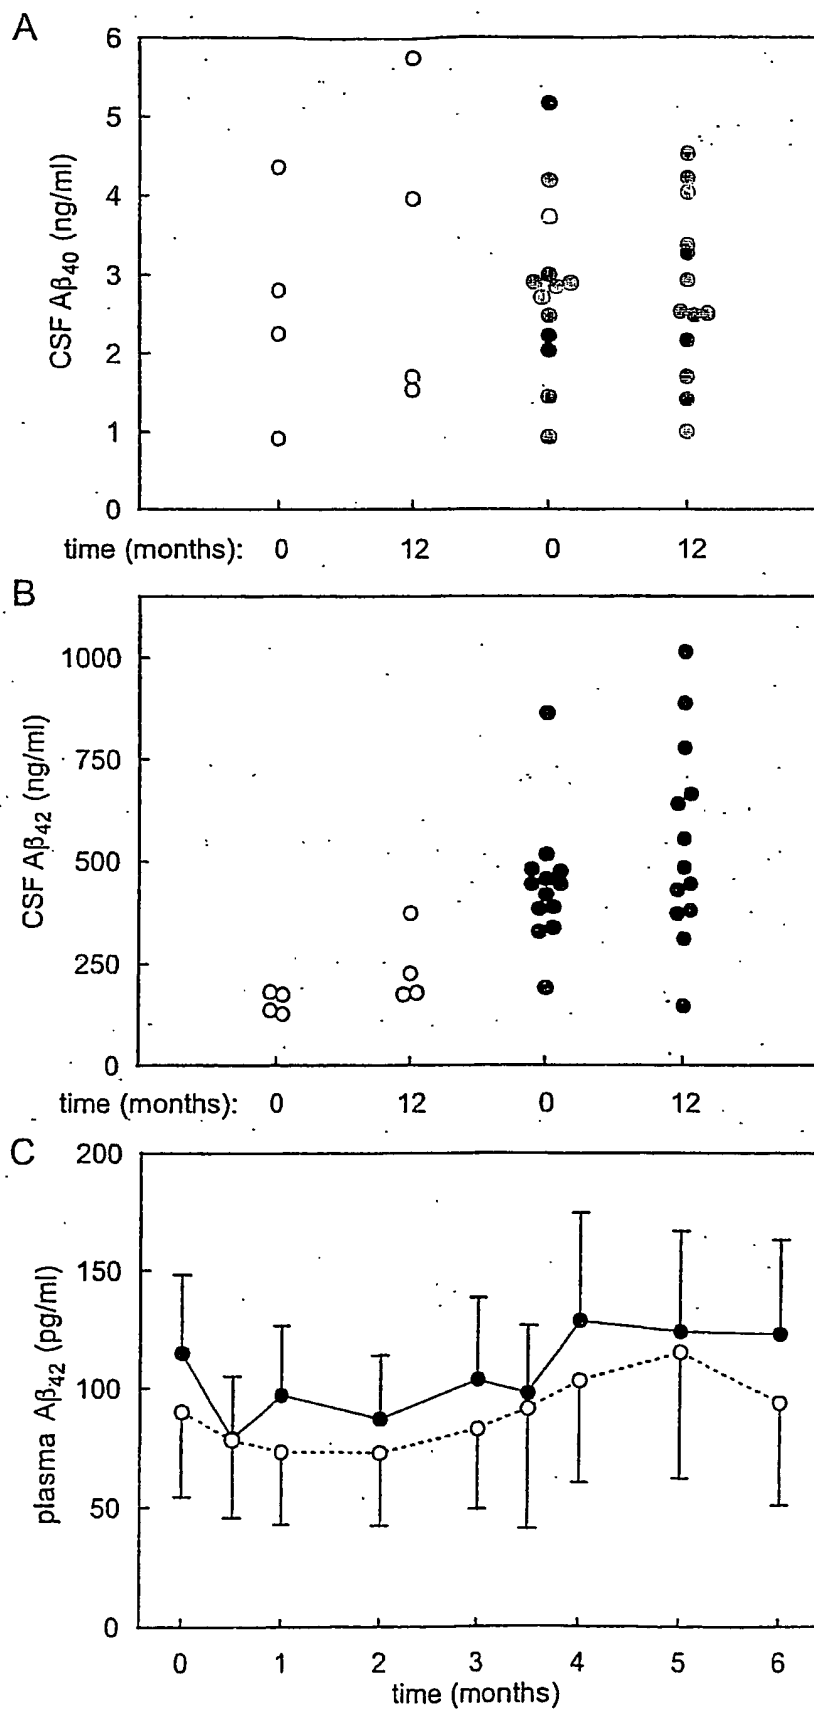 A
6
5
4
3
2
1
0
CSF Aβ40 (ng/ml)
time (months): 0 12 0 12
B
1000
750
500
250
0
CSF Aβ42 (ng/ml)
time (months): 0 12 0 12
C
200
150
100
50
0
plasma Aβ42 (pg/ml)
0 1 2 3 4 5 6
time (months)